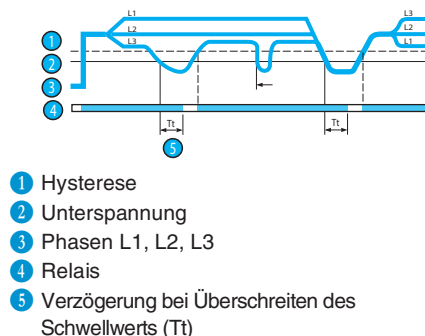 L1
L2
L3
L3
L2
L1
1
2
3
4
Tt
Tt
5
1 Hysterese
2 Unterspannung
3 Phasen L1, L2, L3
4 Relais
5 Verzögerung bei Überschreiten des
Schwellwerts (Tt)